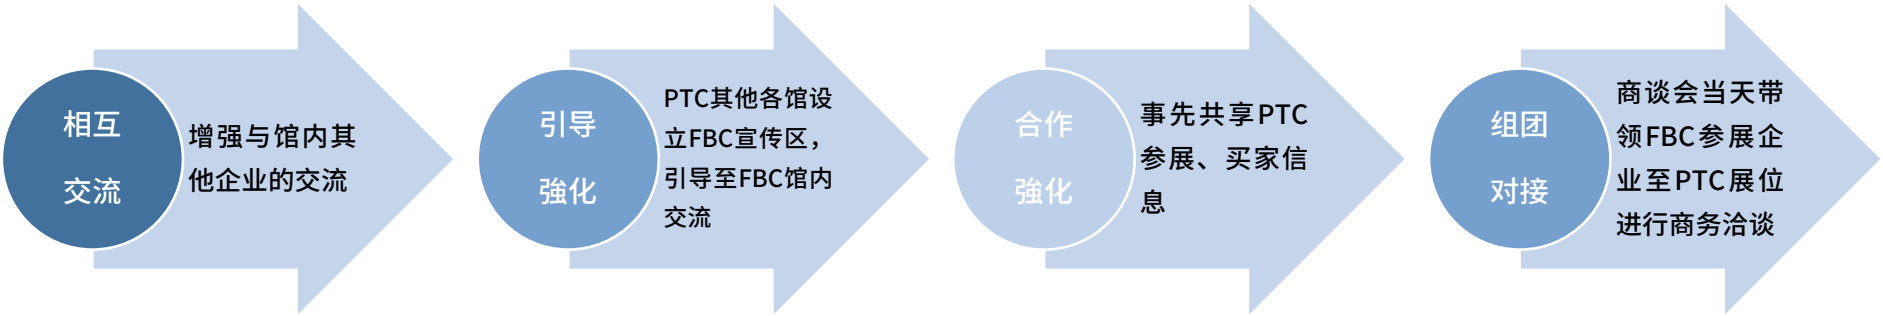 相互
交流
增强与馆内其
他企业的交流
引导
強化
PTC其他各馆设
立FBC宣传区，
引导至FBC馆内
交流
合作
強化
事先共享PTC
参展、买家信
息
组团
对接
商谈会当天带
领FBC参展企
业至PTC展位
进行商务洽谈